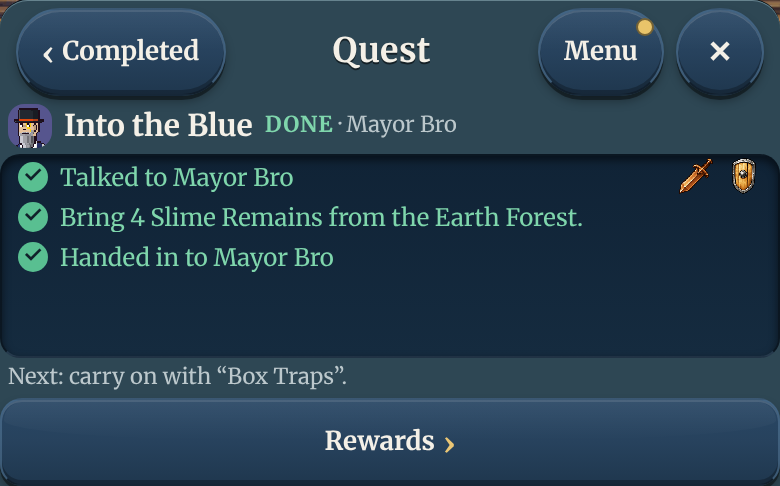 ‹ Completed
Quest
Menu
×
Into the Blue DONE · Mayor Bro
Talked to Mayor Bro
Bring 4 Slime Remains from the Earth Forest.
Handed in to Mayor Bro
Next: carry on with “Box Traps”.
Rewards ›